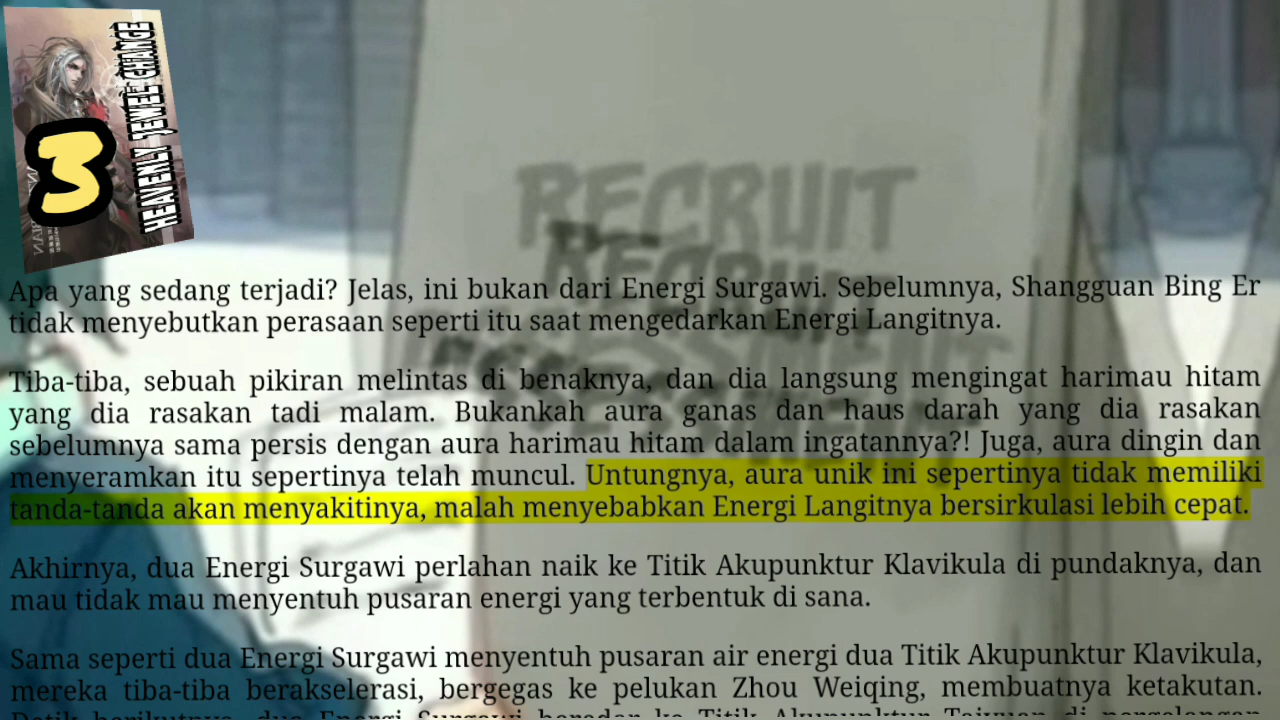 3
HEAVENLY JEWEL CHANGE
RECRUIT
RECRUIT
Apa yang sedang terjadi? Jelas, ini bukan dari Energi Surgawi. Sebelumnya, Shangguan Bing Er
tidak menyebutkan perasaan seperti itu saat mengedarkan Energi Langitnya.
Tiba-tiba, sebuah pikiran melintas di benaknya, dan dia langsung mengingat harimau hitam
yang dia rasakan tadi malam. Bukankah aura ganas dan haus darah yang dia rasakan
sebelumnya sama persis dengan aura harimau hitam dalam ingatannya?! Juga, aura dingin dan
menyeramkan itu sepertinya telah muncul. Untungnya, aura unik ini sepertinya tidak memiliki
tanda-tanda akan menyakitinya, malah menyebabkan Energi Langitnya bersirkulasi lebih cepat.
Akhirnya, dua Energi Surgawi perlahan naik ke Titik Akupunktur Klavikula di pundaknya, dan
mau tidak mau menyentuh pusaran energi yang terbentuk di sana.
Sama seperti dua Energi Surgawi menyentuh pusaran air energi dua Titik Akupunktur Klavikula,
mereka tiba-tiba berakselerasi, bergegas ke pelukan Zhou Weiqing, membuatnya ketakutan.